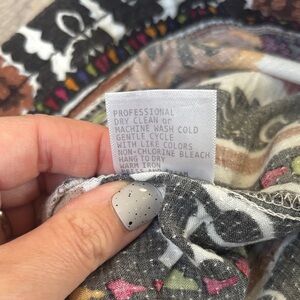 PROFESSIONAL
DRY CLEAN or
MACHINE WASH COLD
GENTLE CYCLE
WITH LIKE COLORS
NON-CHLORINE BLEACH
HANG TO DRY
WARM IRON